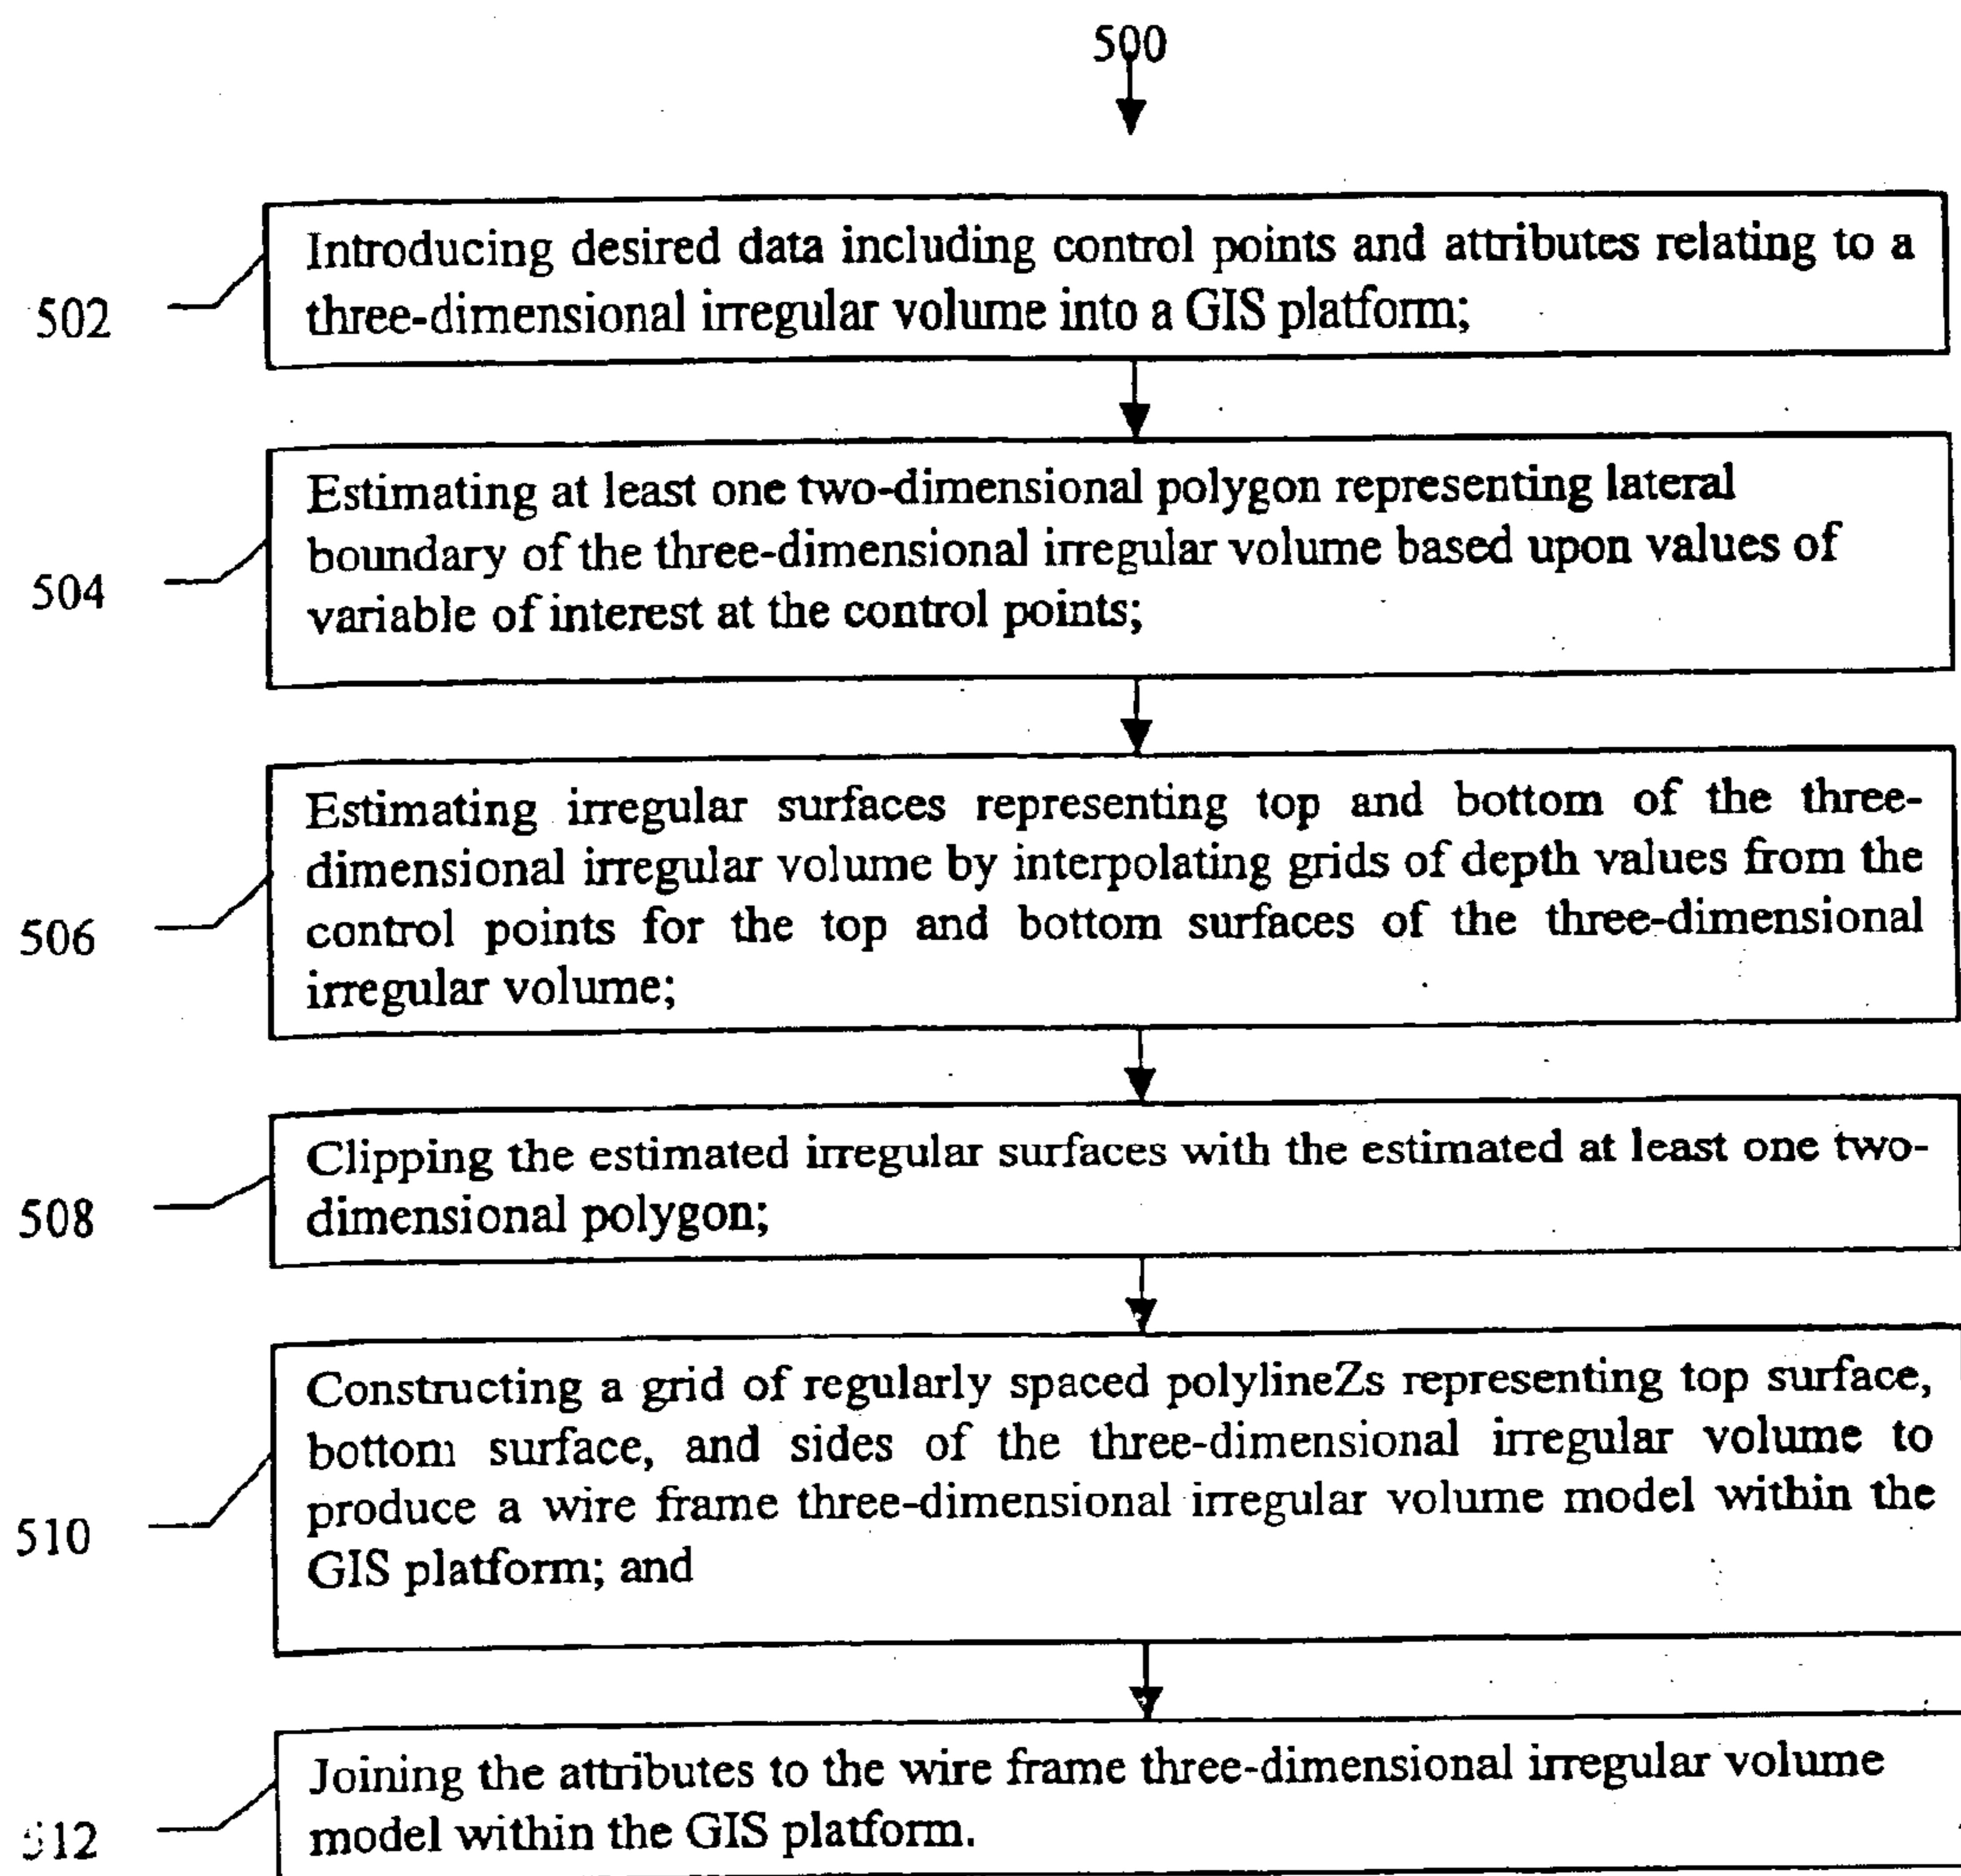 500
502
Introducing desired data including control points and attributes relating to a
three-dimensional irregular volume into a GIS platform;
504
Estimating at least one two-dimensional polygon representing lateral
boundary of the three-dimensional irregular volume based upon values of
variable of interest at the control points;
506
Estimating irregular surfaces representing top and bottom of the three-
dimensional irregular volume by interpolating grids of depth values from the
control points for the top and bottom surfaces of the three-dimensional
irregular volume;
508
Clipping the estimated irregular surfaces with the estimated at least one two-
dimensional polygon;
510
Constructing a grid of regularly spaced polylineZs representing top surface,
bottom surface, and sides of the three-dimensional irregular volume to
produce a wire frame three-dimensional irregular volume model within the
GIS platform; and
512
Joining the attributes to the wire frame three-dimensional irregular volume
model within the GIS platform.